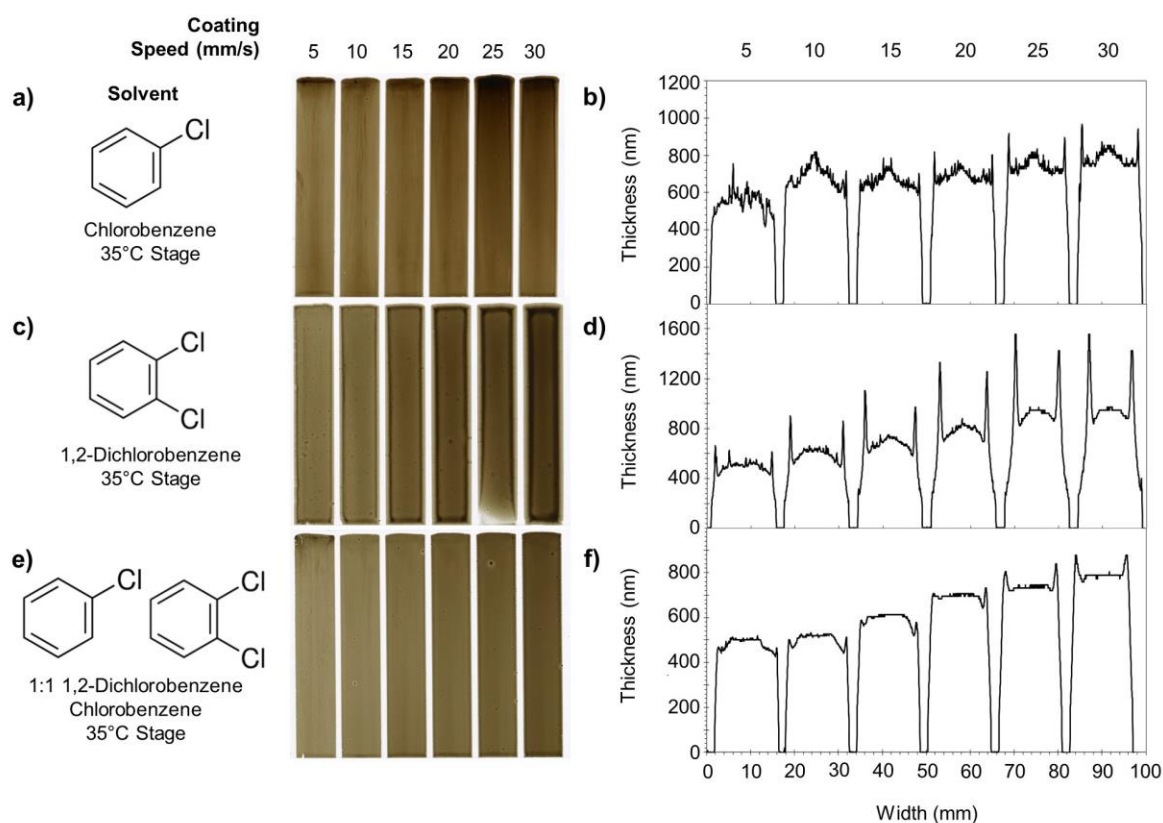 Coating
Speed (mm/s)
5 10 15 20 25 30
5 10 15 20 25 30
a)
Solvent
Cl
Chlorobenzene
35°C Stage
b)
Thickness (nm)
1200
1000
800
600
400
200
0
c)
Cl
Cl
1,2-Dichlorobenzene
35°C Stage
d)
Thickness (nm)
1600
1200
800
400
0
e)
Cl
Cl
Cl
1:1 1,2-Dichlorobenzene
Chlorobenzene
35°C Stage
f)
Thickness (nm)
800
600
400
200
0
0 10 20 30 40 50 60 70 80 90 100
Width (mm)